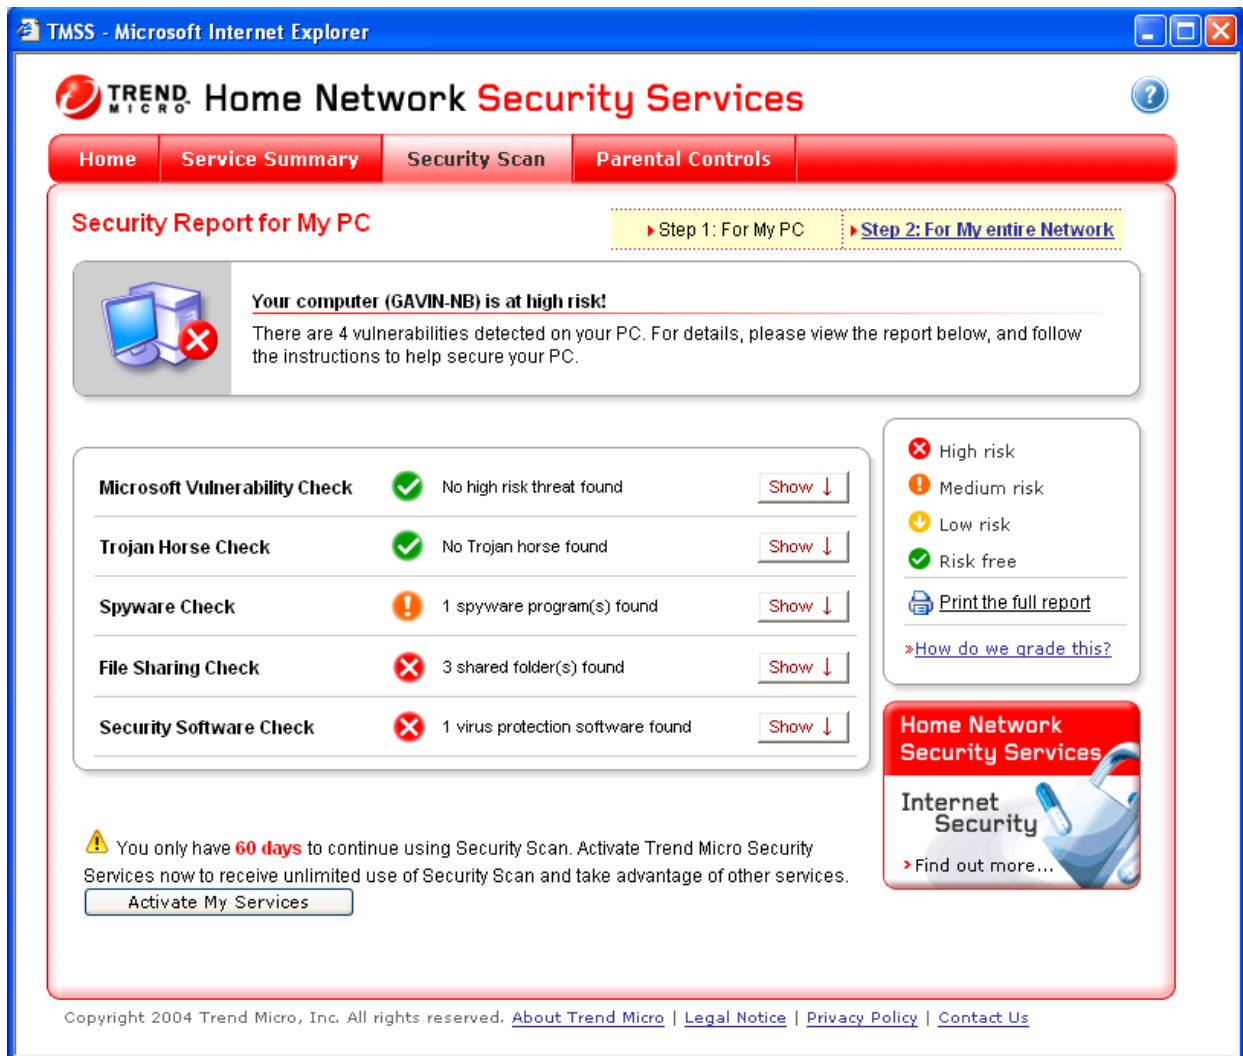 TMSS - Microsoft Internet Explorer
TREND MICRO Home Network Security Services
?
Home Service Summary Security Scan Parental Controls
Security Report for My PC
Step 1: For My PC Step 2: For My entire Network
Your computer (GAVIN-NB) is at high risk!
There are 4 vulnerabilities detected on your PC. For details, please view the report below, and follow
the instructions to help secure your PC.
Microsoft Vulnerability Check No high risk threat found Show ↓
Trojan Horse Check No Trojan horse found Show ↓
Spyware Check 1 spyware program(s) found Show ↓
File Sharing Check 3 shared folder(s) found Show ↓
Security Software Check 1 virus protection software found Show ↓
High risk
Medium risk
Low risk
Risk free
Print the full report
»How do we grade this?
Home Network
Security Services
Internet
Security
Find out more...
You only have 60 days to continue using Security Scan. Activate Trend Micro Security
Services now to receive unlimited use of Security Scan and take advantage of other services.
Activate My Services
Copyright 2004 Trend Micro, Inc. All rights reserved. About Trend Micro | Legal Notice | Privacy Policy | Contact Us